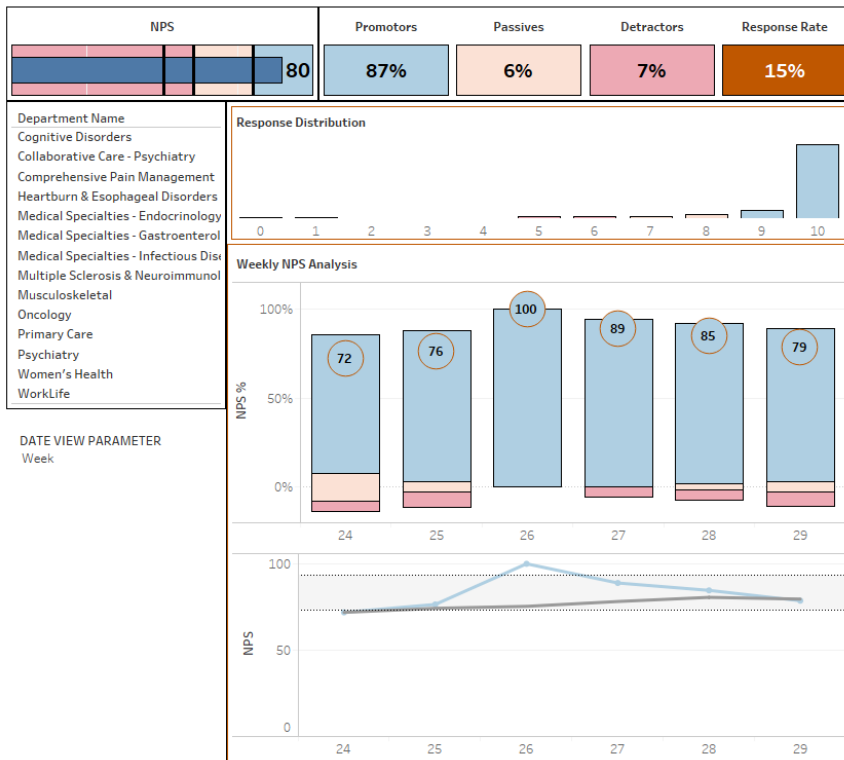 NPS
80
Promotors
87%
Passives
6%
Detractors
7%
Response Rate
15%
Department Name
Cognitive Disorders
Collaborative Care - Psychiatry
Comprehensive Pain Management
Heartburn & Esophageal Disorders
Medical Specialties - Endocrinology
Medical Specialties - Gastroenterol
Medical Specialties - Infectious Dise
Multiple Sclerosis & Neuroimmunol
Musculoskeletal
Oncology
Primary Care
Psychiatry
Women's Health
WorkLife
DATE VIEW PARAMETER
Week
Response Distribution
0 1 2 3 4 5 6 7 8 9 10
Weekly NPS Analysis
NPS %
100%
50%
0%
72 76 100 89 85 79
24 25 26 27 28 29
NPS
100
50
0
24 25 26 27 28 29